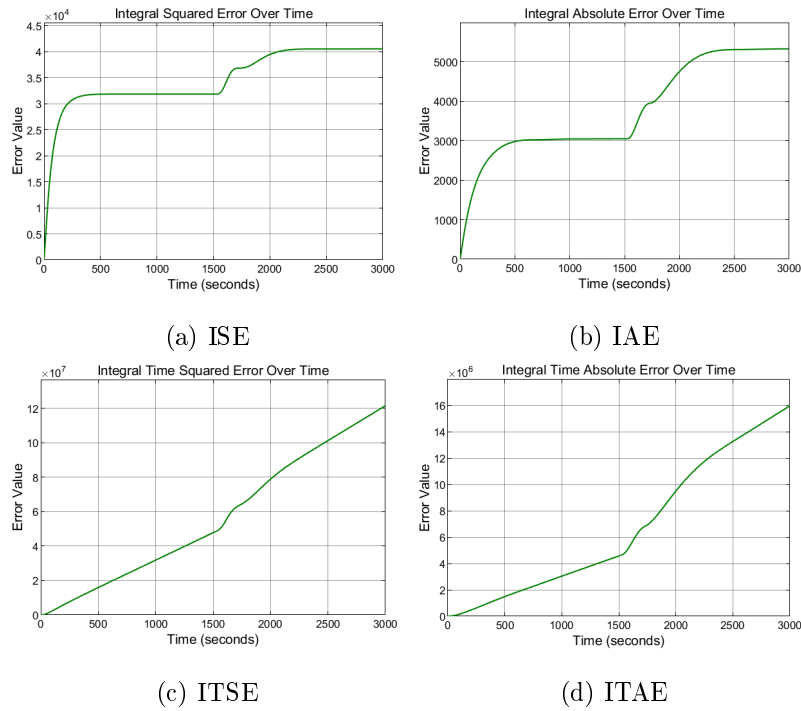 Integral Squared Error Over Time
×10⁴
4.5
4
3.5
3
2.5
2
1.5
1
0.5
0
Error Value
0 500 1000 1500 2000 2500 3000
Time (seconds)
(a) ISE
Integral Absolute Error Over Time
5000
4000
3000
2000
1000
0
Error Value
0 500 1000 1500 2000 2500 3000
Time (seconds)
(b) IAE
Integral Time Squared Error Over Time
×10⁷
12
10
8
6
4
2
0
Error Value
0 500 1000 1500 2000 2500 3000
Time (seconds)
(c) ITSE
Integral Time Absolute Error Over Time
×10⁶
16
14
12
10
8
6
4
2
0
Error Value
0 500 1000 1500 2000 2500 3000
Time (seconds)
(d) ITAE